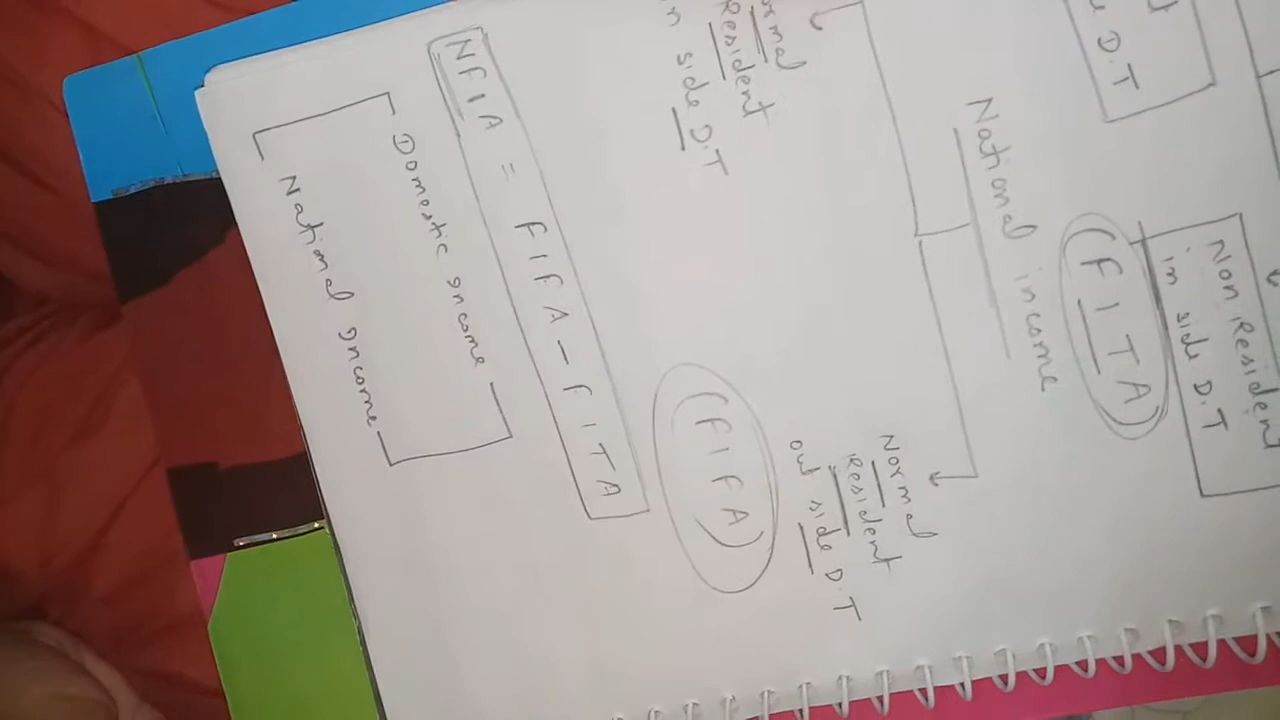 D.T
Non Resident
in side D.T
(FITA)
National income
Resident
side D.T
Normal
Resident
out side D.T
(FIFA)
NFIA = FIFA - FITA
Domestic Income
National Income